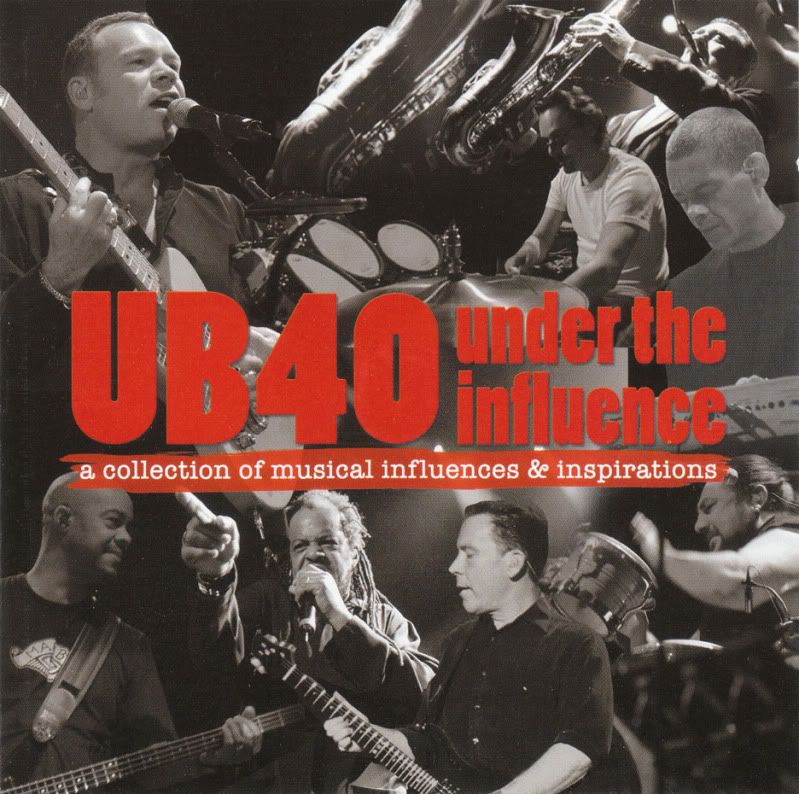 UB40 under the
influence
a collection of musical influences & inspirations